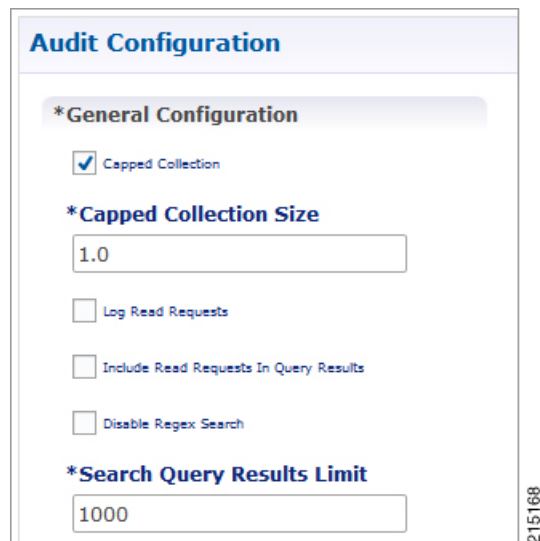 Audit Configuration
*General Configuration
Capped Collection
*Capped Collection Size
1.0
Log Read Requests
Include Read Requests In Query Results
Disable Regex Search
*Search Query Results Limit
1000
215168